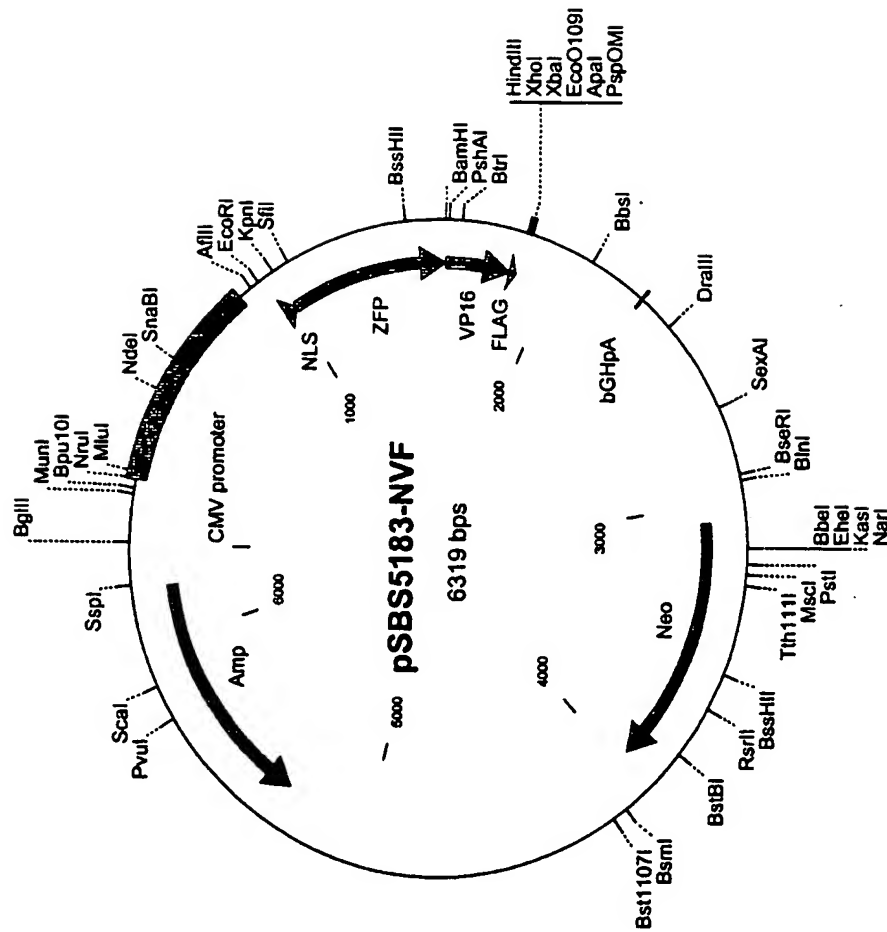 BglII
MunI
Bpu10I
NruI
MluI
NdeI
SnaBI
AflII
EcoRI
KpnI
SfiI
BssHII
BamHI
PshAI
BtrI
HindIII
XhoI
XbaI
EcoO109I
ApaI
PspOMI
BbsI
DraIII
SexAI
BseRI
BlnI
BbeI
EheI
KasI
NarI
PstI
MscI
Tth111I
BssHII
RsrII
BstBI
BsmI
Bst1107I
PvuI
ScaI
SspI
CMV promoter
NLS
ZFP
VP16
FLAG
bGHpA
Neo
Amp
1000
2000
3000
4000
5000
6000
pSBS5183-NVF
6319 bps